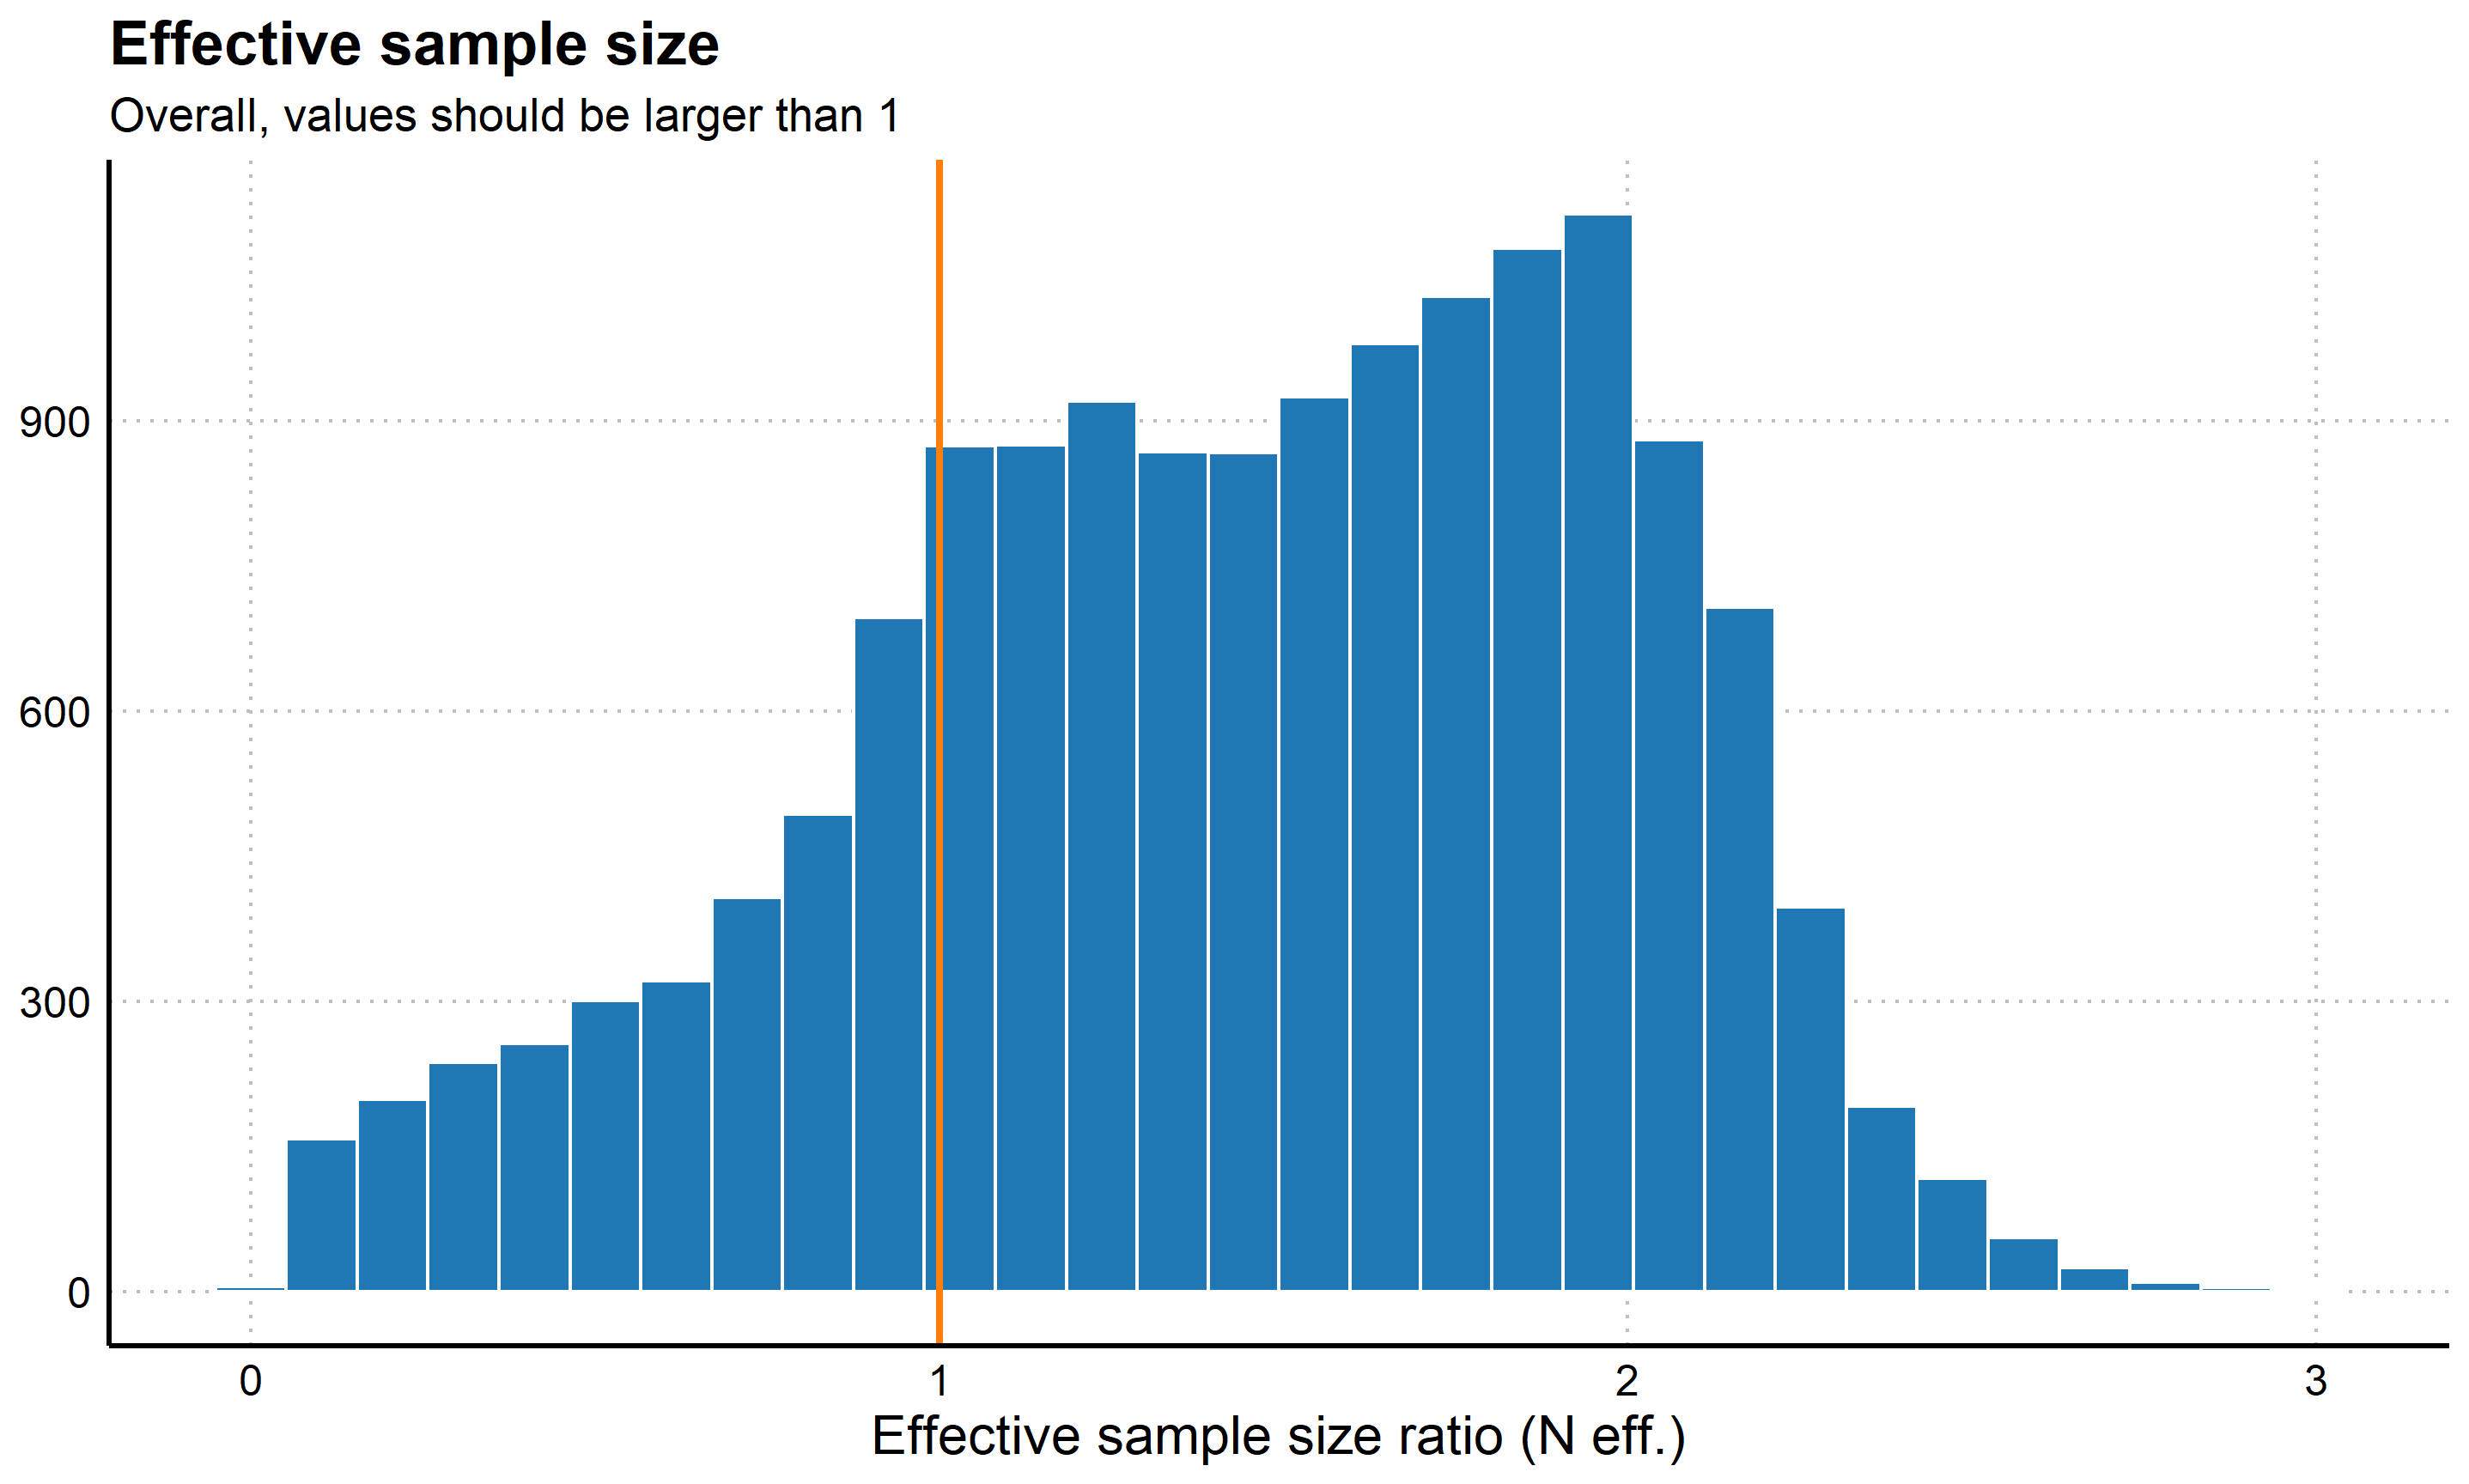 Effective sample size
Overall, values should be larger than 1
900
600
300
0
0 1 2 3
Effective sample size ratio (N eff.)